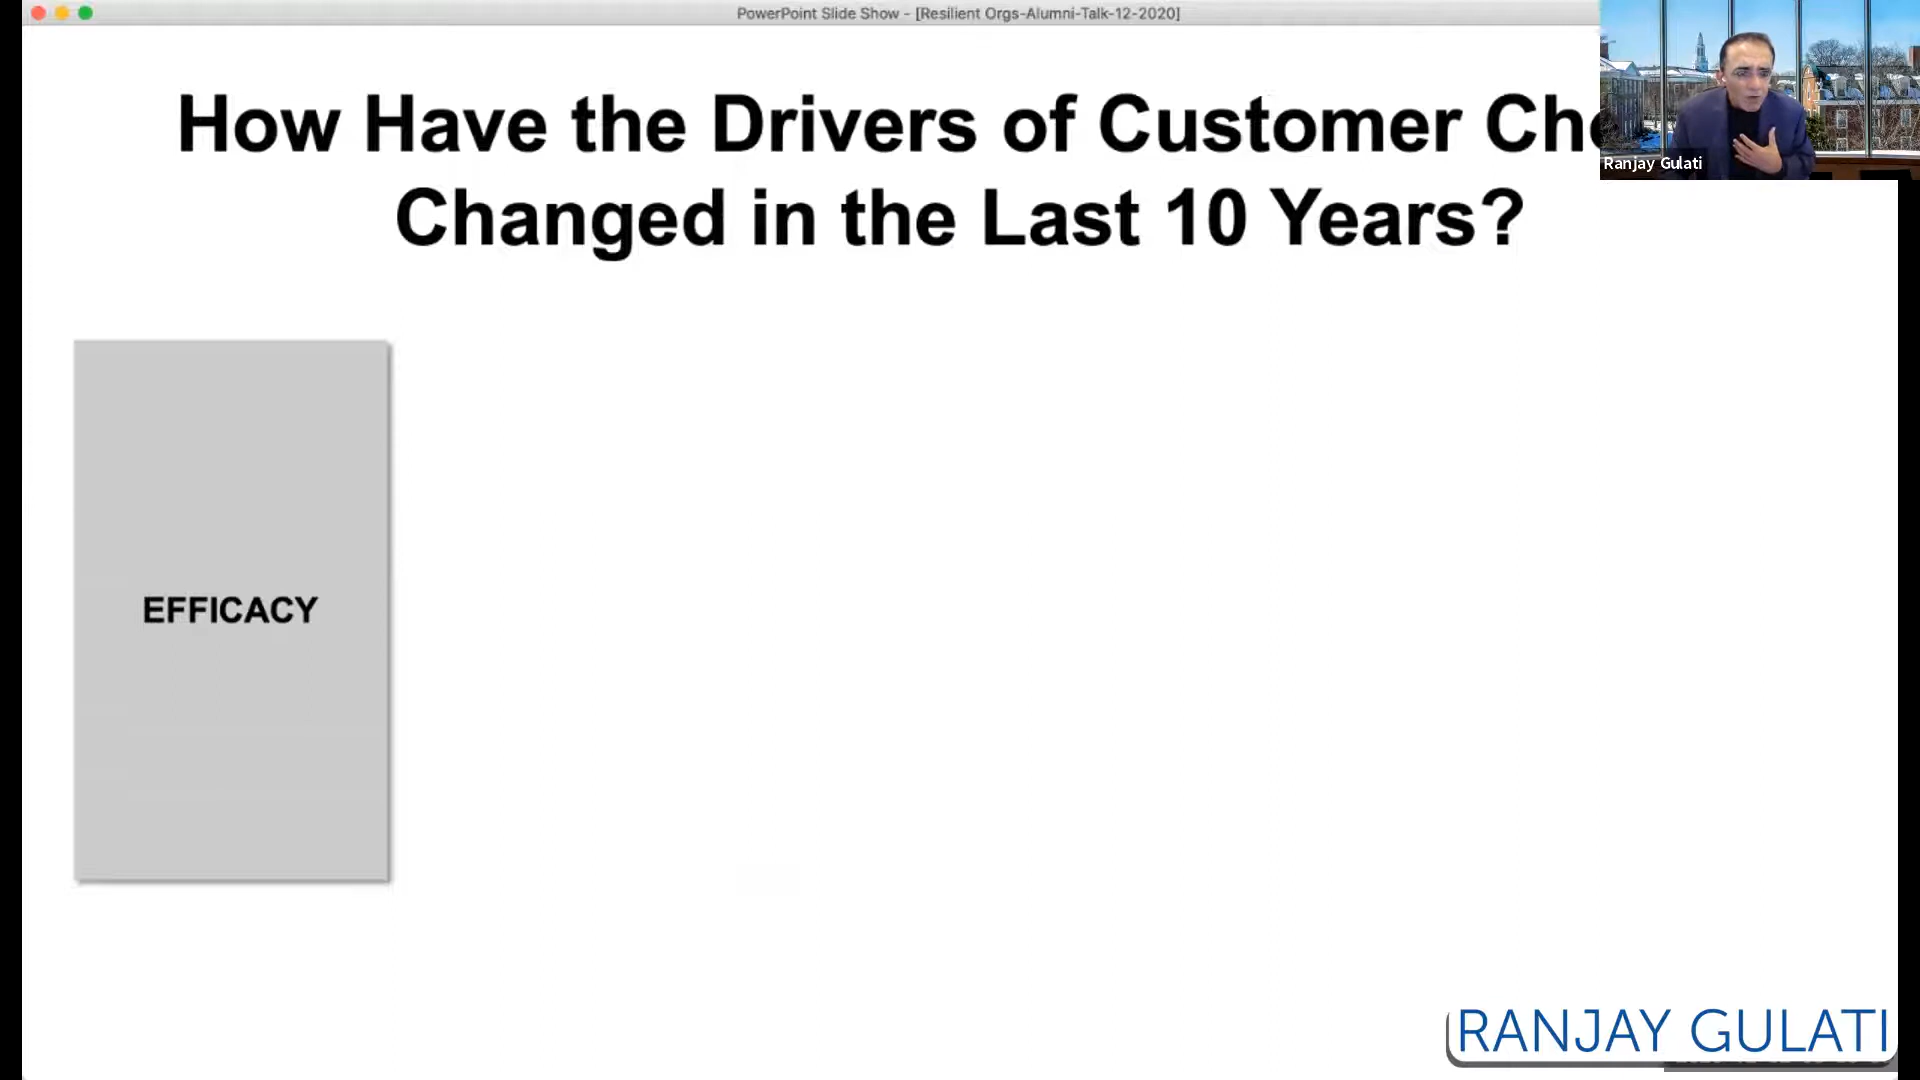 PowerPoint Slide Show - [Resilient Orgs-Alumni-Talk-12-2020]
How Have the Drivers of Customer
Changed in the Last 10 Years?
Ranjay Gulati
EFFICACY
RANJAY GULATI